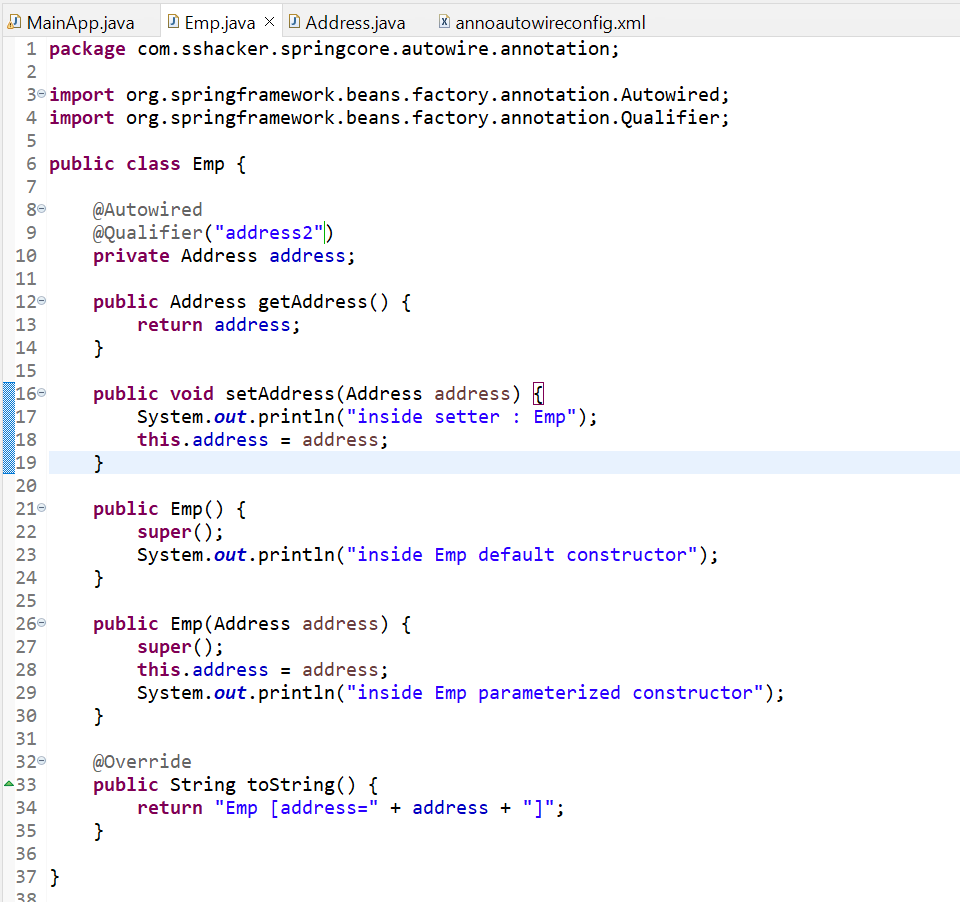 MainApp.java Emp.java Address.java annoautowireconfig.xml
1 package com.sshacker.springcore.autowire.annotation;
2
3 import org.springframework.beans.factory.annotation.Autowired;
4 import org.springframework.beans.factory.annotation.Qualifier;
5
6 public class Emp {
7
8     @Autowired
9     @Qualifier("address2")
10     private Address address;
11
12     public Address getAddress() {
13         return address;
14     }
15
16     public void setAddress(Address address) {
17         System.out.println("inside setter : Emp");
18         this.address = address;
19     }
20
21     public Emp() {
22         super();
23         System.out.println("inside Emp default constructor");
24     }
25
26     public Emp(Address address) {
27         super();
28         this.address = address;
29         System.out.println("inside Emp parameterized constructor");
30     }
31
32     @Override
33     public String toString() {
34         return "Emp [address=" + address + "]";
35     }
36
37 }
38